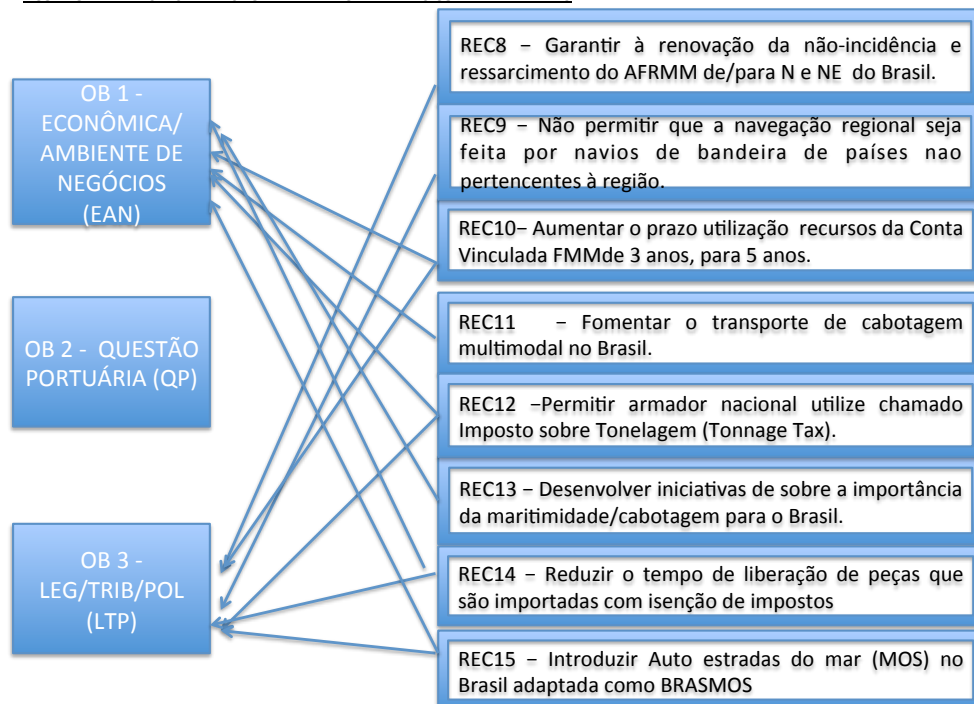 OB 1 -
ECONÔMICA/
AMBIENTE DE
NEGÓCIOS
(EAN)
OB 2 - QUESTÃO
PORTUÁRIA (QP)
OB 3 -
LEG/TRIB/POL
(LTP)
REC8 – Garantir à renovação da não-incidência e
ressarcimento do AFRMM de/para N e NE do Brasil.
REC9 – Não permitir que a navegação regional seja
feita por navios de bandeira de países nao
pertencentes à região.
REC10– Aumentar o prazo utilização recursos da Conta
Vinculada FMMde 3 anos, para 5 anos.
REC11 – Fomentar o transporte de cabotagem
multimodal no Brasil.
REC12 –Permitir armador nacional utilize chamado
Imposto sobre Tonelagem (Tonnage Tax).
REC13 – Desenvolver iniciativas de sobre a importância
da maritimidade/cabotagem para o Brasil.
REC14 – Reduzir o tempo de liberação de peças que
são importadas com isenção de impostos
REC15 – Introduzir Auto estradas do mar (MOS) no
Brasil adaptada como BRASMOS